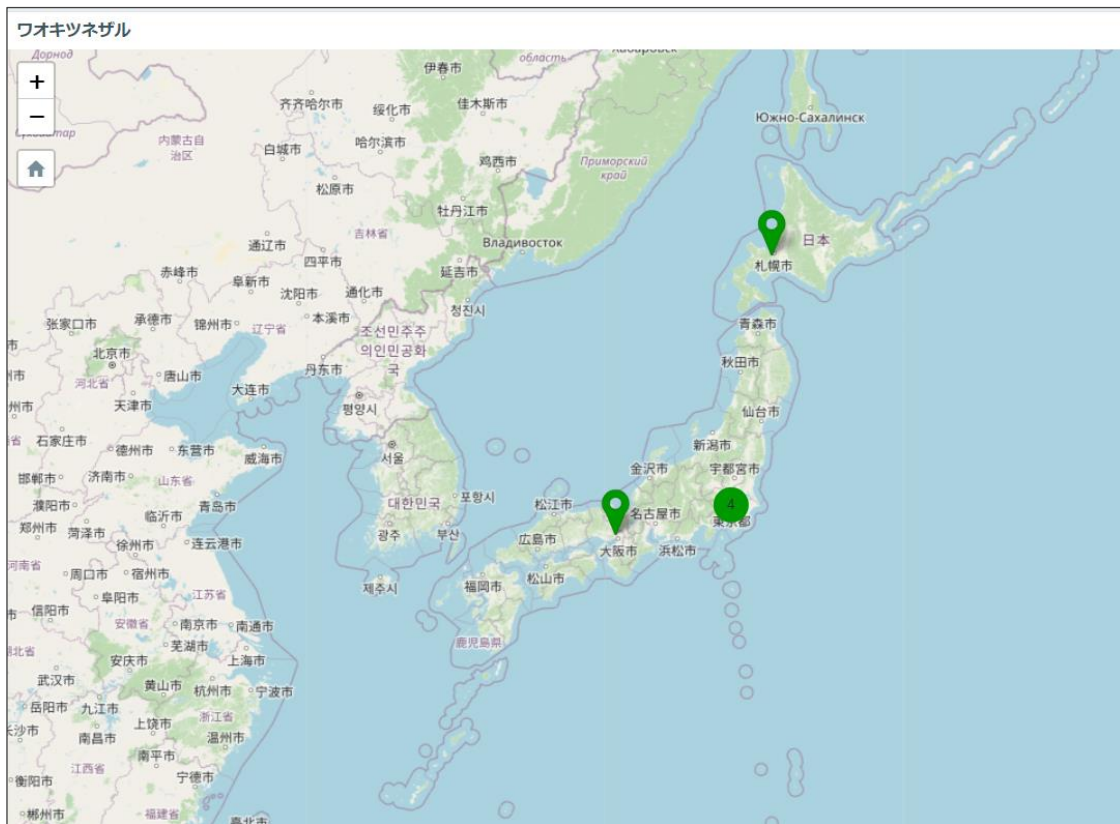 ワオキツネザル
Дорнод
область
伊春市
+
齐齐哈尔市
绥化市
佳木斯市
Южно-Сахалинск
−
内蒙古自
治区
白城市
哈尔滨市
鸡西市
Приморский
край
松原市
牡丹江市
吉林省
日本
通辽市
四平市
Владивосток
札幌市
赤峰市
阜新市
延吉市
沈阳市
通化市
청진시
张家口市
承德市
锦州市
辽宁省
本溪市
조선민주주
의인민공화
국
青森市
北京市
秋田市
河北省
唐山市
丹东市
大连市
天津市
평양시
仙台市
石家庄市
德州市
东营市
威海市
서울
新潟市
金沢市
宇都宮市
邯郸市
济南市
山东省
포항시
松江市
4
濮阳市
青岛市
대한민국
名古屋市
東京都
郑州市
菏泽市
临沂市
连云港市
광주
부산
広島市
大阪市
浜松市
徐州市
河南省
周口市
宿州市
제주시
福岡市
松山市
信阳市
阜阳市
江苏省
安徽省
南京市
南通市
芜湖市
鹿児島県
安庆市
上海市
武汉市
黄山市
杭州市
宁波市
岳阳市
九江市
上饶市
浙江省
南昌市
温州市
南平市
江西省
衡阳市
宁德市
郴州市
福建省
臺北市